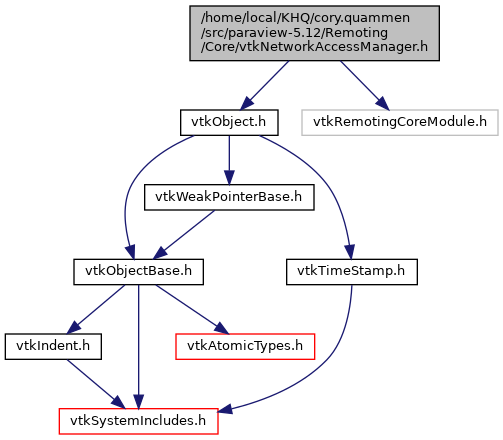 /home/local/KHQ/cory.quammen
/src/paraview-5.12/Remoting
/Core/vtkNetworkAccessManager.h
vtkObject.h
vtkRemotingCoreModule.h
vtkWeakPointerBase.h
vtkObjectBase.h
vtkTimeStamp.h
vtkIndent.h
vtkAtomicTypes.h
vtkSystemIncludes.h